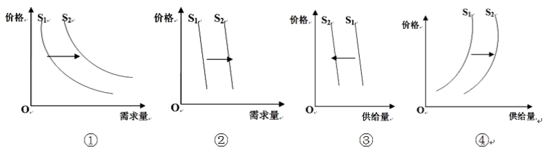 价格 S₁ S₂
O 需求量
①
价格 S₁ S₂
O 需求量
②
价格 S₂ S₁
O 供给量
③
价格 S₁ S₂
O 供给量
④